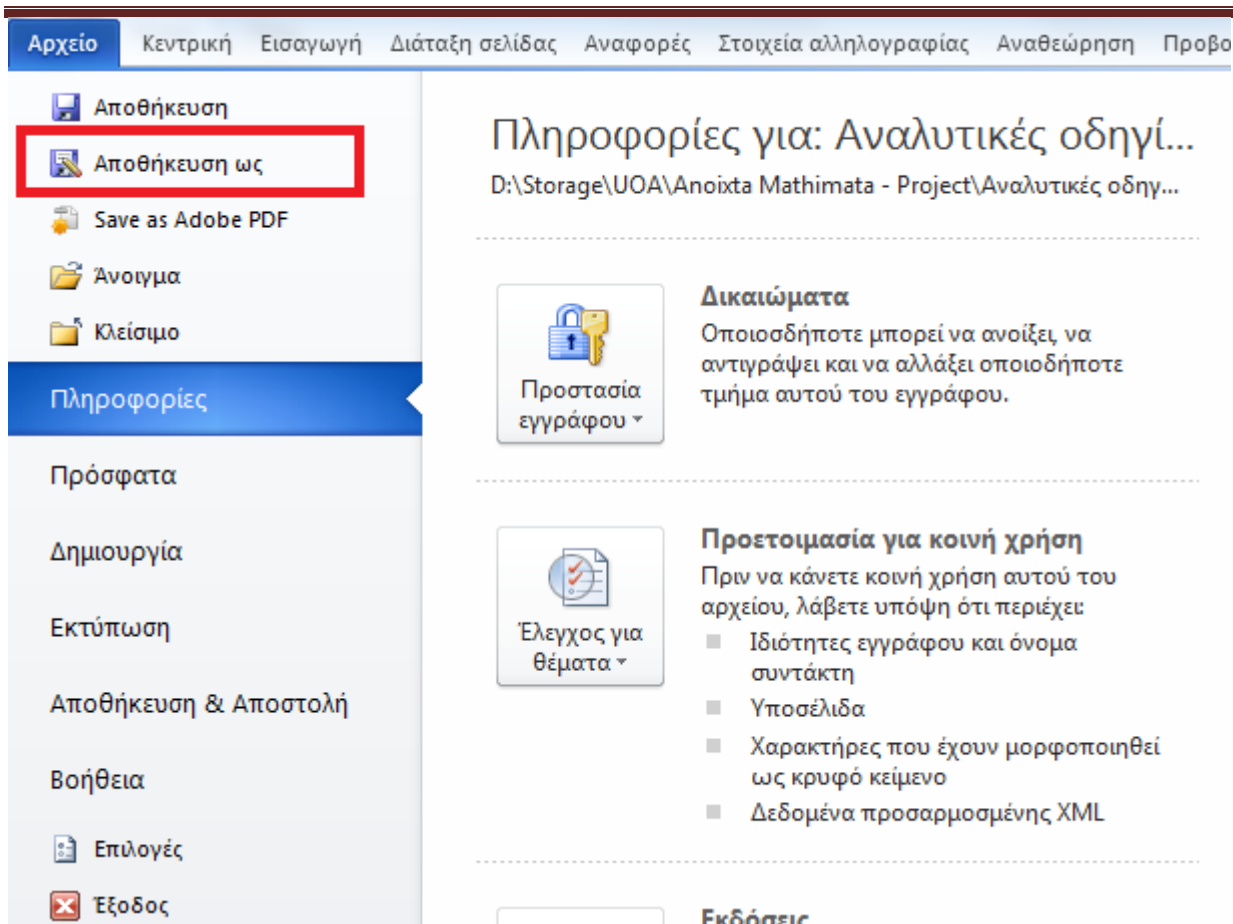 Αρχείο Κεντρική Εισαγωγή Διάταξη σελίδας Αναφορές Στοιχεία αλληλογραφίας Αναθεώρηση Προβο
Αποθήκευση
Αποθήκευση ως
Save as Adobe PDF
Άνοιγμα
Κλείσιμο
Πληροφορίες
Πρόσφατα
Δημιουργία
Εκτύπωση
Αποθήκευση & Αποστολή
Βοήθεια
Επιλογές
Έξοδος
Πληροφορίες για: Αναλυτικές οδηγί...
D:\Storage\UOA\Anoixta Mathimata - Project\Αναλυτικές οδηγ...
Προστασία
εγγράφου
Δικαιώματα
Οποιοσδήποτε μπορεί να ανοίξει, να
αντιγράψει και να αλλάξει οποιοδήποτε
τμήμα αυτού του εγγράφου.
Έλεγχος για
θέματα
Προετοιμασία για κοινή χρήση
Πριν να κάνετε κοινή χρήση αυτού του
αρχείου, λάβετε υπόψη ότι περιέχει:
Ιδιότητες εγγράφου και όνομα
συντάκτη
Υποσέλιδα
Χαρακτήρες που έχουν μορφοποιηθεί
ως κρυφό κείμενο
Δεδομένα προσαρμοσμένης XML
Εκδόσεις